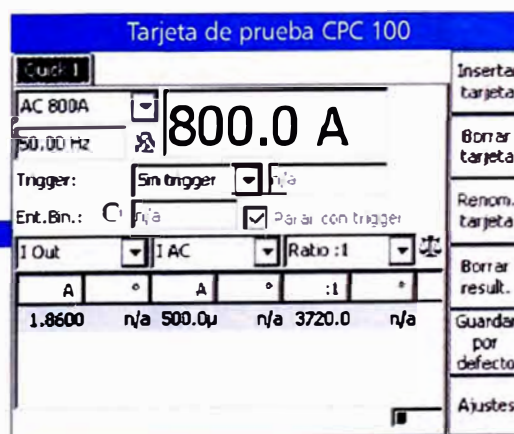 Tarjeta de prueba CPC 100
Quick 1
AC 800A
800.0 A
50.00 Hz
Trigger: Sin trigger n/a
Ent.Bin.: n/a Parar con trigger
I Out I AC Ratio :1
A ° A ° :1 °
1.8600 n/a 500.0µ n/a 3720.0 n/a
Insertar
tarjeta
Borrar
tarjeta
Renom.
tarjeta
Borrar
result.
Guardar
por
defecto
Ajustes